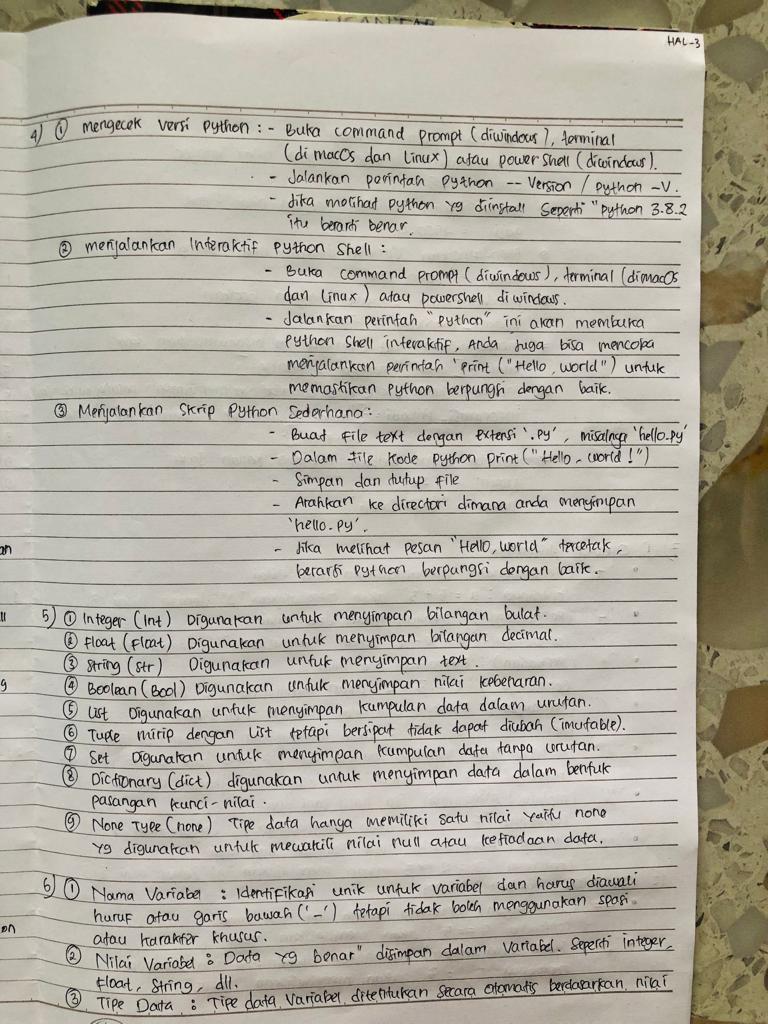 HAL-3
4) ① mengecek versi python : - Buka command prompt (diwindows), terminal
(di macOs dan Linux) atau power shell (diwindows).
- Jalankan perintah Python -- Version / python -V.
- Jika melihat python yg diinstall seperti "python 3.8.2
itu berarti benar.
② menjalankan Interaktif Python Shell :
- Buka command prompt (diwindows), terminal (dimacOs
dan Linux) atau powershell di windows.
- Jalankan perintah "python" ini akan membuka
python shell interaktif, Anda juga bisa mencoba
menjalankan perintah 'print ("Hello, world") untuk
memastikan python berpungsi dengan baik.
③ Menjalankan Skrip Python Sederhana :
- Buat file text dengan extensi '.py', misalnya 'hello.py'
- Dalam file kode python print ("Hello, world !")
- Simpan dan tutup file
- Arahkan ke directori dimana anda menyimpan
'hello.py'.
an
- Jika melihat pesan "Hello, world" tercetak,
berarti python berpungsi dengan baik.
5) ① Integer (Int) Digunakan untuk menyimpan bilangan bulat.
② Float (Float) Digunakan untuk menyimpan bilangan decimal.
③ String (str) Digunakan untuk menyimpan text.
④ Boolean (Bool) Digunakan untuk menyimpan nilai kebenaran.
⑤ List Digunakan untuk menyimpan kumpulan data dalam urutan.
⑥ Tuple mirip dengan List tetapi bersipat tidak dapat diubah (imutable).
⑦ Set Digunakan untuk menyimpan kumpulan data tanpa urutan.
⑧ Dictionary (dict) digunakan untuk menyimpan data dalam bentuk
pasangan kunci-nilai.
⑨ None Type (none) Tipe data hanya memiliki satu nilai yaitu none
yg digunakan untuk mewakili nilai null atau ketiadaan data.
6) ① Nama Variabel : Identifikasi unik untuk variabel dan harus diawali
huruf atau garis bawah ('_') tetapi tidak boleh menggunakan spasi
atau karakter khusus.
on
② Nilai Variabel : Data yg benar" disimpan dalam variabel. Seperti integer,
float, string, dll.
③ Tipe Data : Tipe data Variabel ditentukan secara otomatis berdasarkan nilai